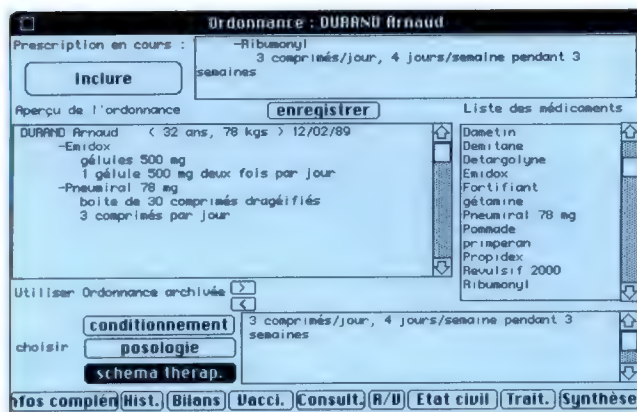 Ordonnance : DURAND Arnaud
Prescription en cours :
-Ribumonyl
3 comprimés/jour, 4 jours/semaine pendant 3
semaines
Inclure
Aperçu de l'ordonnance
enregistrer
Liste des médicaments
DURAND Arnaud ( 32 ans, 78 kgs ) 12/02/89
-Emidox
gélules 500 mg
1 gélule 500 mg deux fois par jour
-Pneumiral 78 mg
boite de 30 comprimés dragéifiés
3 comprimés par jour
Dametin
Demitane
Detargolyne
Emidox
Fortifiant
gétamine
Pneumiral 78 mg
Pommade
primperan
Propidex
Revulsif 2000
Ribumonyl
Utiliser Ordonnance archivée >
<
choisir
conditionnement
posologie
schema therap.
3 comprimés/jour, 4 jours/semaine pendant 3
semaines
nfos complén Hist. Bilans Vacci. Consult. R/V Etat civil Trait. Synthèse